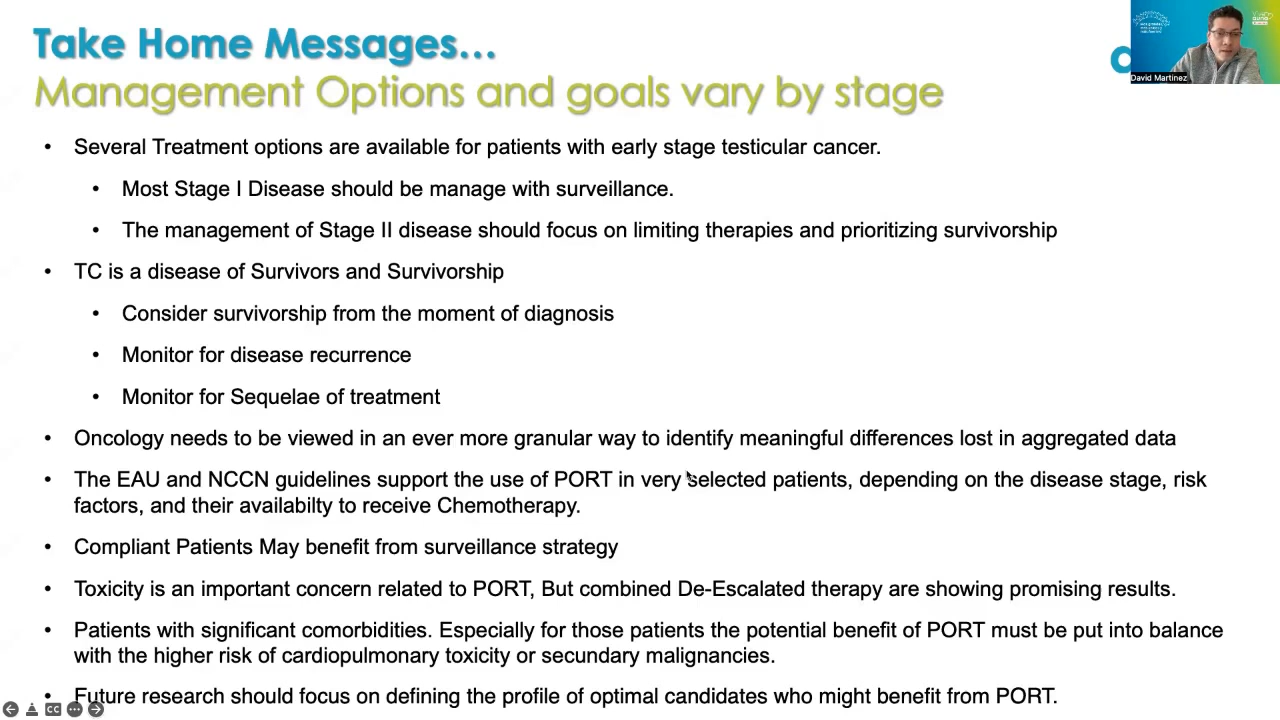 Take Home Messages...
Management Options and goals vary by stage
David Martinez
• Several Treatment options are available for patients with early stage testicular cancer.
• Most Stage I Disease should be manage with surveillance.
• The management of Stage II disease should focus on limiting therapies and prioritizing survivorship
• TC is a disease of Survivors and Survivorship
• Consider survivorship from the moment of diagnosis
• Monitor for disease recurrence
• Monitor for Sequelae of treatment
• Oncology needs to be viewed in an ever more granular way to identify meaningful differences lost in aggregated data
• The EAU and NCCN guidelines support the use of PORT in very selected patients, depending on the disease stage, risk
factors, and their availabilty to receive Chemotherapy.
• Compliant Patients May benefit from surveillance strategy
• Toxicity is an important concern related to PORT, But combined De-Escalated therapy are showing promising results.
• Patients with significant comorbidities. Especially for those patients the potential benefit of PORT must be put into balance
with the higher risk of cardiopulmonary toxicity or secundary malignancies.
• Future research should focus on defining the profile of optimal candidates who might benefit from PORT.
CC